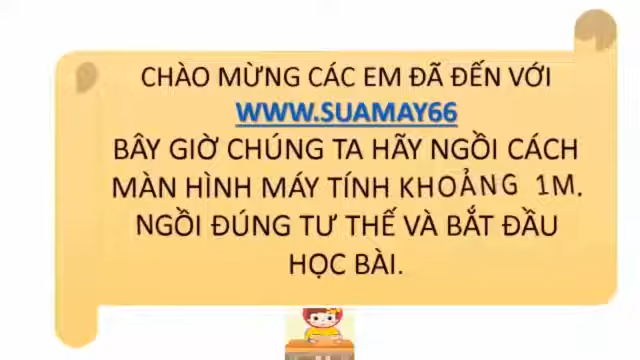 CHÀO MỪNG CÁC EM ĐÃ ĐẾN VỚI
WWW.SUAMAY66
BÂY GIỜ CHÚNG TA HÃY NGỒI CÁCH
MÀN HÌNH MÁY TÍNH KHOẢNG 1M.
NGỒI ĐÚNG TƯ THẾ VÀ BẮT ĐẦU
HỌC BÀI.